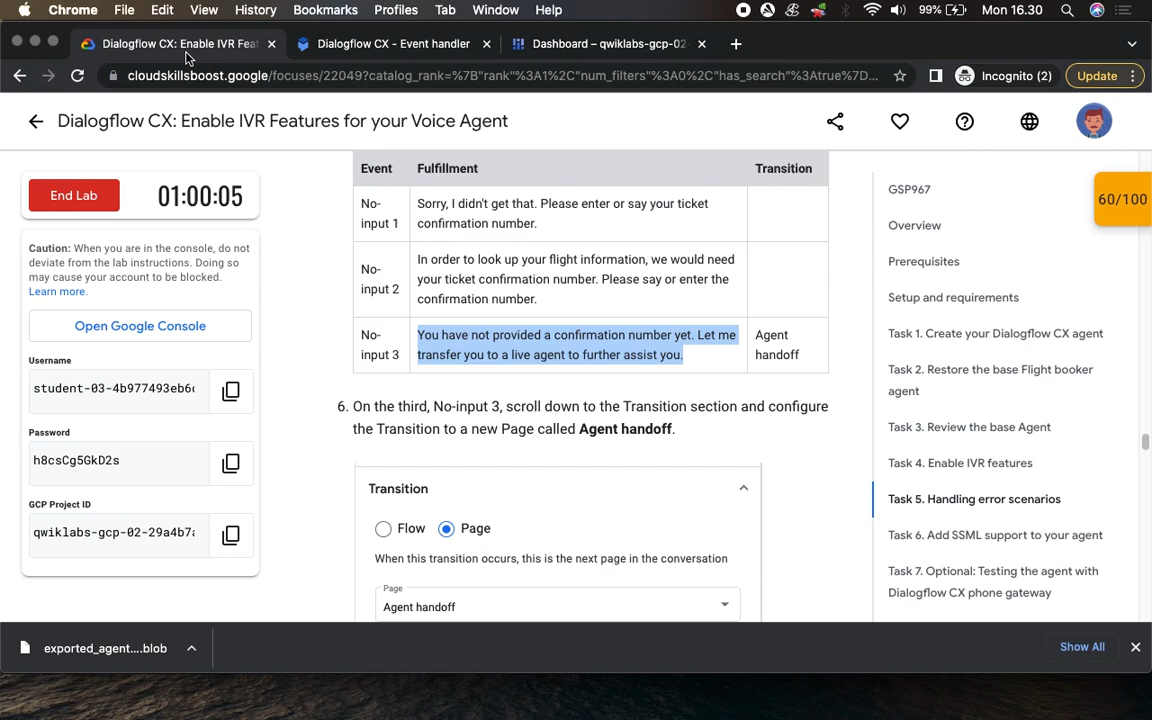 Chrome File Edit View History Bookmarks Profiles Tab Window Help 99% Mon 16.30
Dialogflow CX: Enable IVR Feat Dialogflow CX - Event handler Dashboard – qwiklabs-gcp-02
cloudskillsboost.google/focuses/22049?catalog_rank=%7B"rank"%3A1%2C"num_filters"%3A0%2C"has_search"%3Atrue%7D... Incognito (2) Update
Dialogflow CX: Enable IVR Features for your Voice Agent
End Lab 01:00:05
Caution: When you are in the console, do not
deviate from the lab instructions. Doing so
may cause your account to be blocked.
Learn more.
Open Google Console
Username
student-03-4b977493eb6
Password
h8csCg5GkD2s
GCP Project ID
qwiklabs-gcp-02-29a4b7
Event Fulfillment Transition
No-
input 1
Sorry, I didn't get that. Please enter or say your ticket
confirmation number.
No-
input 2
In order to look up your flight information, we would need
your ticket confirmation number. Please say or enter the
confirmation number.
No-
input 3
You have not provided a confirmation number yet. Let me
transfer you to a live agent to further assist you.
Agent
handoff
6. On the third, No-input 3, scroll down to the Transition section and configure
the Transition to a new Page called Agent handoff.
Transition
Flow Page
When this transition occurs, this is the next page in the conversation
Page
Agent handoff
60/100
GSP967
Overview
Prerequisites
Setup and requirements
Task 1. Create your Dialogflow CX agent
Task 2. Restore the base Flight booker
agent
Task 3. Review the base Agent
Task 4. Enable IVR features
Task 5. Handling error scenarios
Task 6. Add SSML support to your agent
Task 7. Optional: Testing the agent with
Dialogflow CX phone gateway
exported_agent....blob Show All